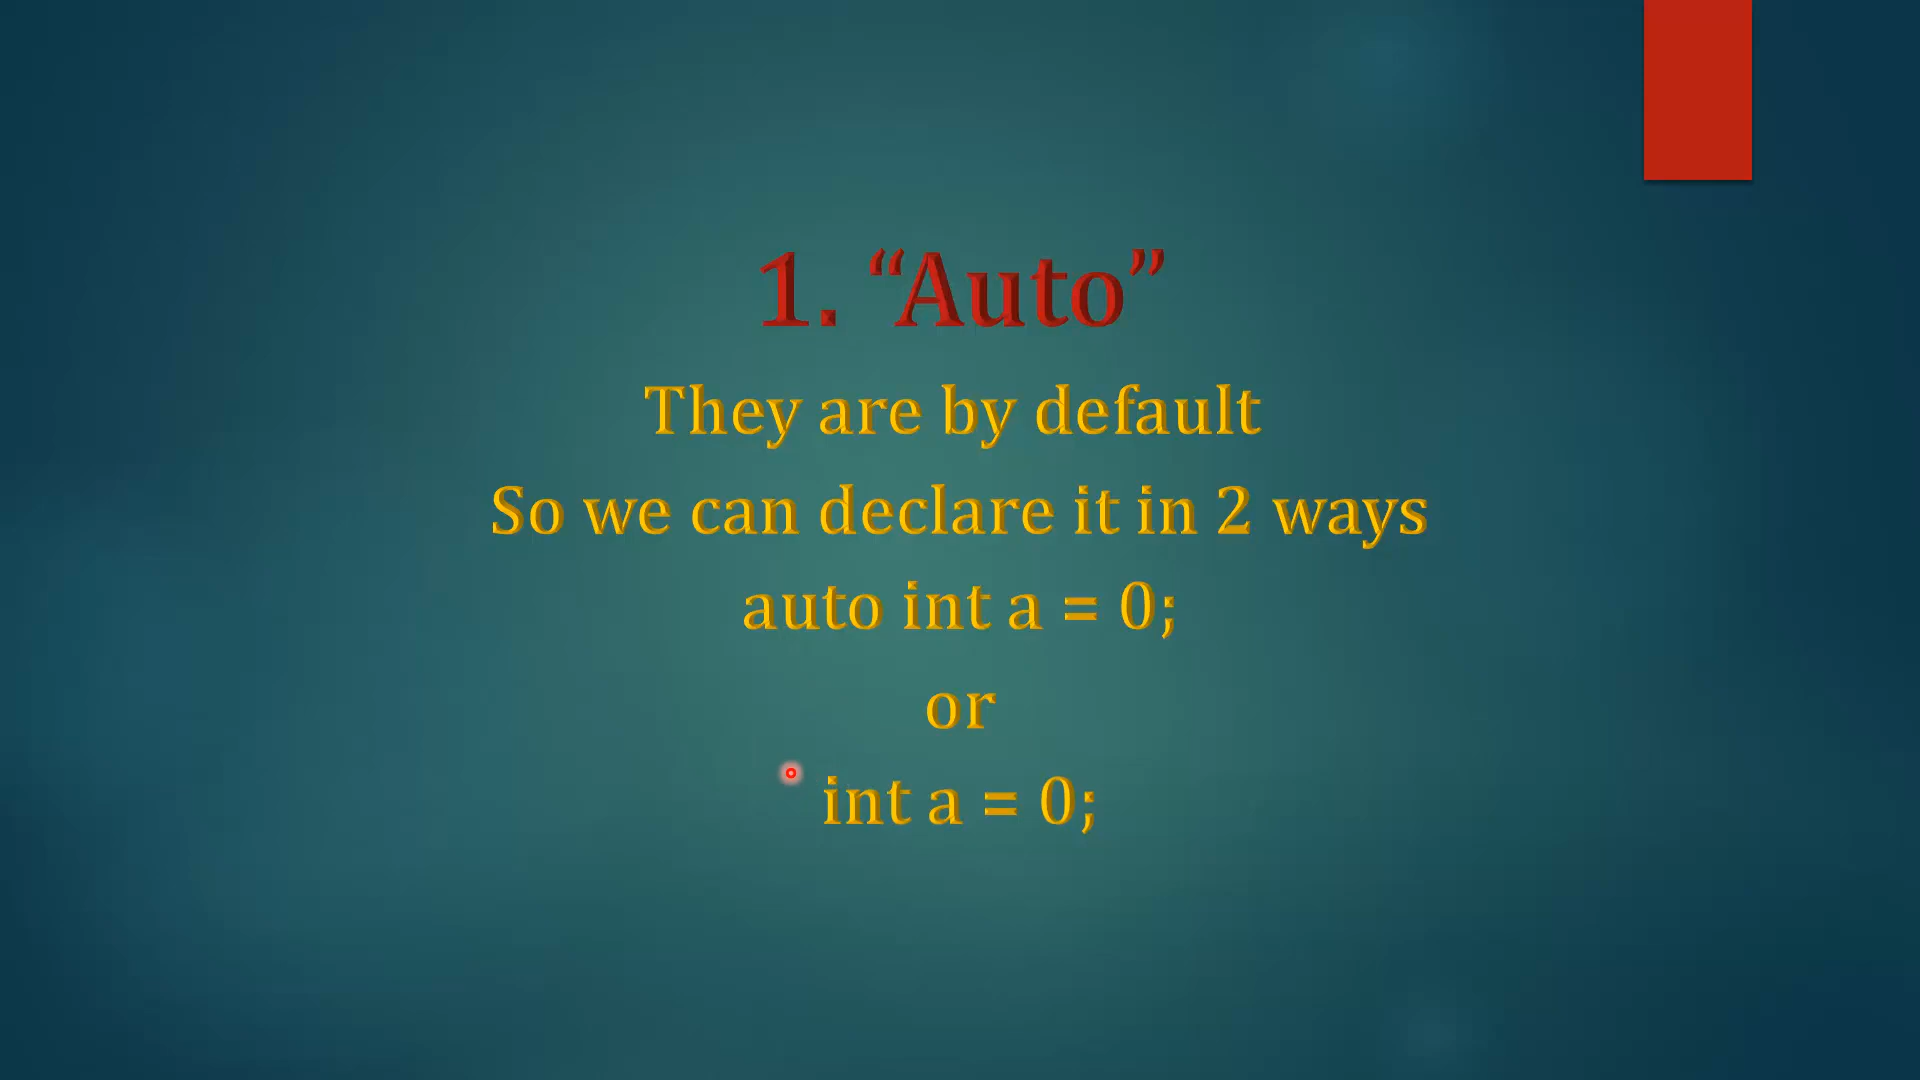 1. “Auto”
They are by default
So we can declare it in 2 ways
auto int a = 0;
or
int a = 0;